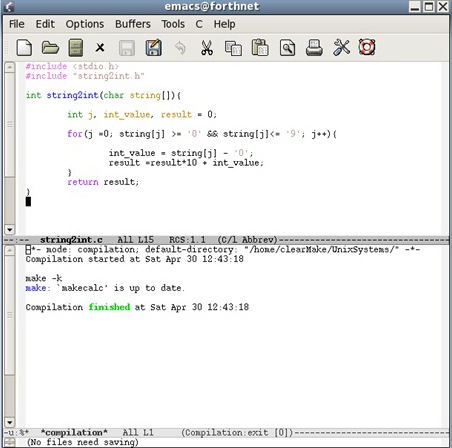 emacs@forthnet
File Edit Options Buffers Tools C Help
#include <stdio.h>
#include "string2int.h"
int string2int(char string[]){
int j, int_value, result = 0;
for(j =0; string[j] >= '0' && string[j]<= '9'; j++){
int_value = string[j] - '0';
result =result*10 + int_value;
}
return result;
}
--:-- string2int.c All L15 RCS:1.1 (C/l Abbrev)
-*- mode: compilation; default-directory: "/home/clearMake/UnixSystems/" -*-
Compilation started at Sat Apr 30 12:43:18
make -k
make: `makecalc' is up to date.
Compilation finished at Sat Apr 30 12:43:18
-u:%* *compilation* All L1 (Compilation:exit [0])
(No files need saving)